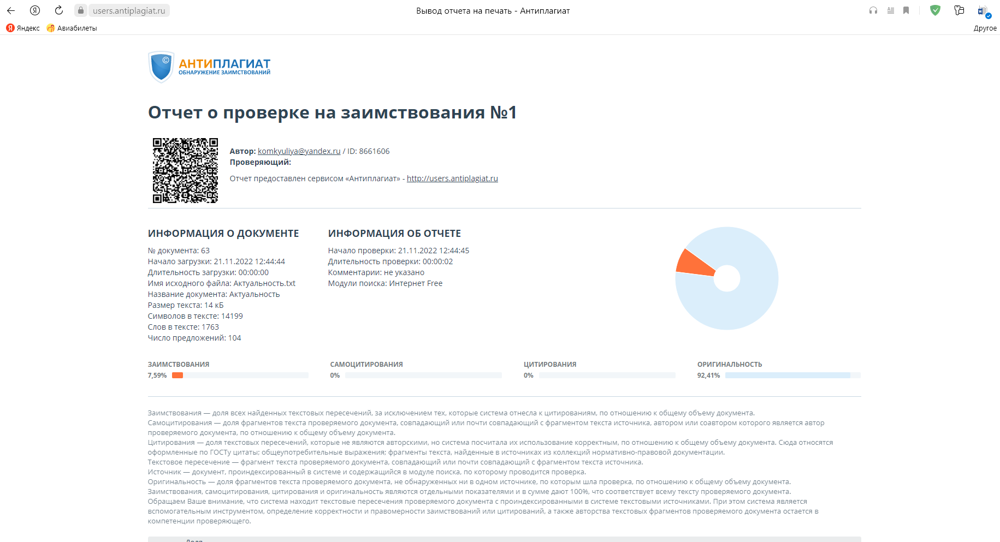 users.antiplagiat.ru
Вывод отчета на печать - Антиплагиат
Яндекс
Авиабилеты
Другое
АНТИПЛАГИАТ
ОБНАРУЖЕНИЕ ЗАИМСТВОВАНИЙ
Отчет о проверке на заимствования №1
Автор: komkyuliya@yandex.ru / ID: 8661606
Проверяющий:
Отчет предоставлен сервисом «Антиплагиат» - http://users.antiplagiat.ru
ИНФОРМАЦИЯ О ДОКУМЕНТЕ
№ документа: 63
Начало загрузки: 21.11.2022 12:44:44
Длительность загрузки: 00:00:00
Имя исходного файла: Актуальность.txt
Название документа: Актуальность
Размер текста: 14 кБ
Символов в тексте: 14199
Слов в тексте: 1763
Число предложений: 104
ИНФОРМАЦИЯ ОБ ОТЧЕТЕ
Начало проверки: 21.11.2022 12:44:45
Длительность проверки: 00:00:02
Комментарии: не указано
Модули поиска: Интернет Free
ЗАИМСТВОВАНИЯ
7,59%
САМОЦИТИРОВАНИЯ
0%
ЦИТИРОВАНИЯ
0%
ОРИГИНАЛЬНОСТЬ
92,41%
Заимствования — доля всех найденных текстовых пересечений, за исключением тех, которые система отнесла к цитированиям, по отношению к общему объему документа.
Самоцитирования — доля фрагментов текста проверяемого документа, совпадающий или почти совпадающий с фрагментом текста источника, автором или соавтором которого является автор
проверяемого документа, по отношению к общему объему документа.
Цитирования — доля текстовых пересечений, которые не являются авторскими, но система посчитала их использование корректным, по отношению к общему объему документа. Сюда относятся
оформленные по ГОСТу цитаты; общеупотребительные выражения; фрагменты текста, найденные в источниках из коллекций нормативно-правовой документации.
Текстовое пересечение — фрагмент текста проверяемого документа, совпадающий или почти совпадающий с фрагментом текста источника.
Источник — документ, проиндексированный в системе и содержащийся в модуле поиска, по которому проводится проверка.
Оригинальность — доля фрагментов текста проверяемого документа, не обнаруженных ни в одном источнике, по которым шла проверка, по отношению к общему объему документа.
Заимствования, самоцитирования, цитирования и оригинальность являются отдельными показателями и в сумме дают 100%, что соответствует всему тексту проверяемого документа.
Обращаем Ваше внимание, что система находит текстовые пересечения проверяемого документа с проиндексированными в системе текстовыми источниками. При этом система является
вспомогательным инструментом, определение корректности и правомерности заимствований или цитирований, а также авторства текстовых фрагментов проверяемого документа остается в
компетенции проверяющего.
Доля